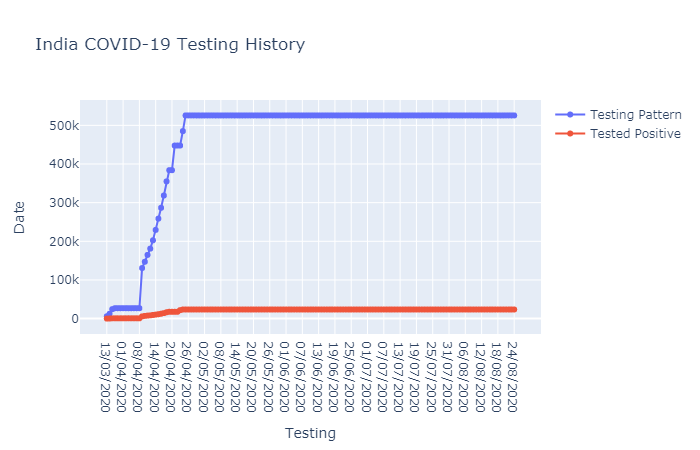 India COVID-19 Testing History
Testing Pattern
Tested Positive
500k
400k
300k
200k
100k
0
Date
13/03/2020
01/04/2020
08/04/2020
14/04/2020
20/04/2020
26/04/2020
02/05/2020
08/05/2020
14/05/2020
20/05/2020
26/05/2020
01/06/2020
07/06/2020
13/06/2020
19/06/2020
25/06/2020
01/07/2020
07/07/2020
13/07/2020
19/07/2020
25/07/2020
31/07/2020
06/08/2020
12/08/2020
18/08/2020
24/08/2020
Testing